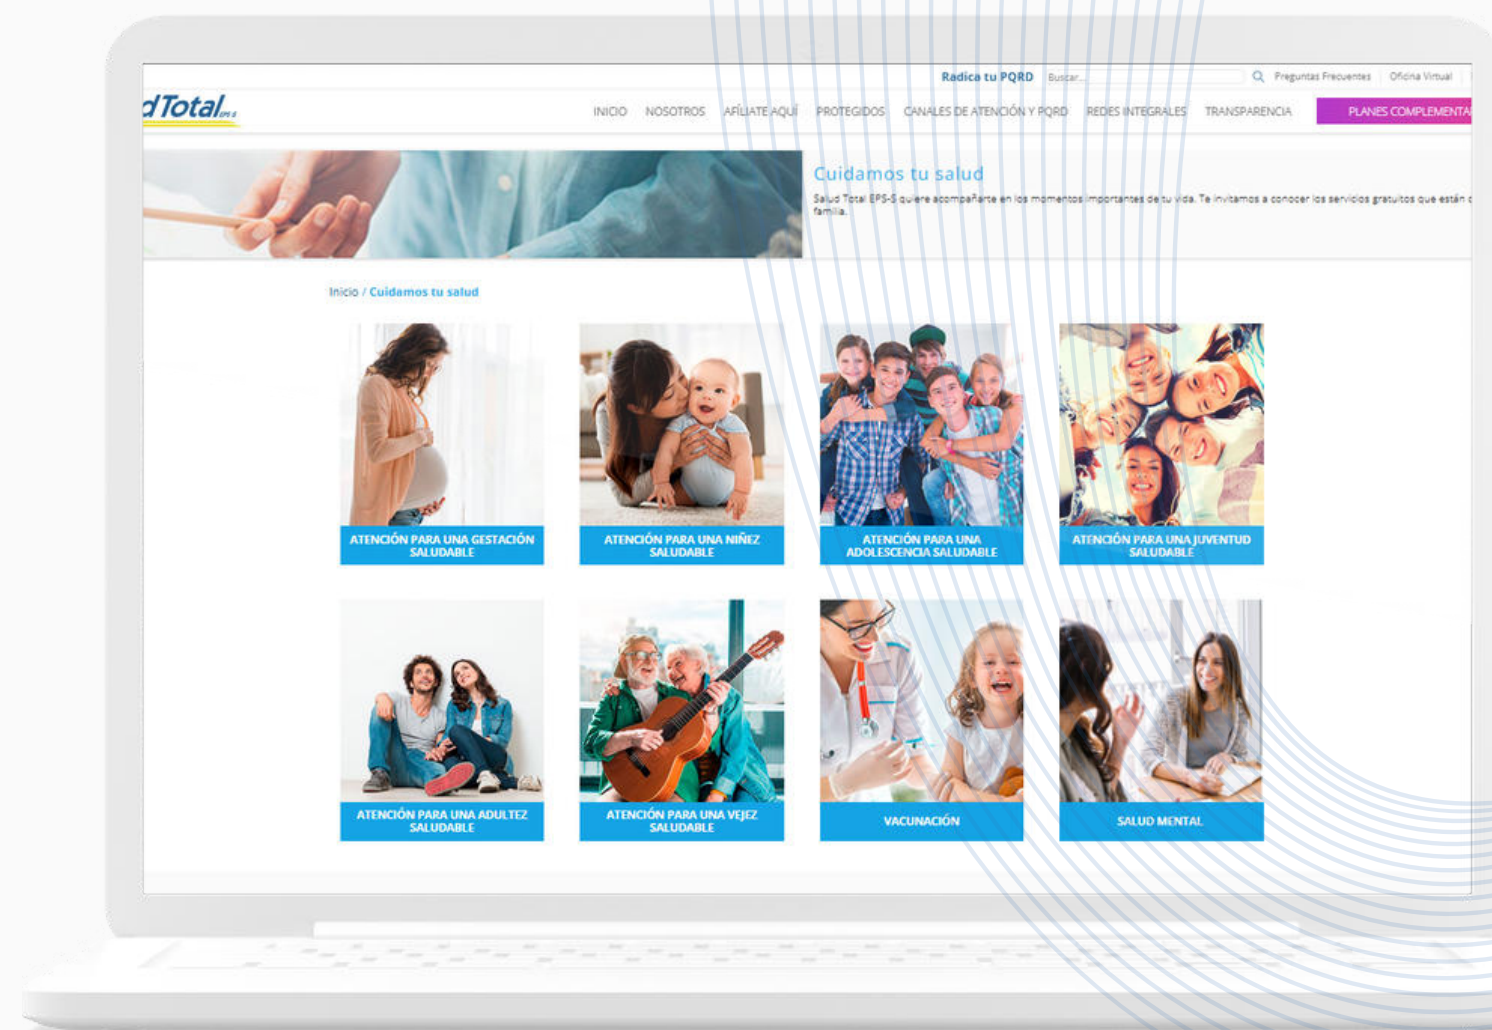 Radica tu PQRD Buscar... Preguntas Frecuentes Oficina Virtual
dTotal EPS-S
INICIO NOSOTROS AFÍLIATE AQUÍ PROTEGIDOS CANALES DE ATENCIÓN Y PQRD REDES INTEGRALES TRANSPARENCIA PLANES COMPLEMENTA
Cuidamos tu salud
Salud Total EPS-S quiere acompañarte en los momentos importantes de tu vida. Te invitamos a conocer los servicios gratuitos que están
familia.
Inicio / Cuidamos tu salud
ATENCIÓN PARA UNA GESTACIÓN
SALUDABLE
ATENCIÓN PARA UNA NIÑEZ
SALUDABLE
ATENCIÓN PARA UNA
ADOLESCENCIA SALUDABLE
ATENCIÓN PARA UNA JUVENTUD
SALUDABLE
ATENCIÓN PARA UNA ADULTEZ
SALUDABLE
ATENCIÓN PARA UNA VEJEZ
SALUDABLE
VACUNACIÓN
SALUD MENTAL